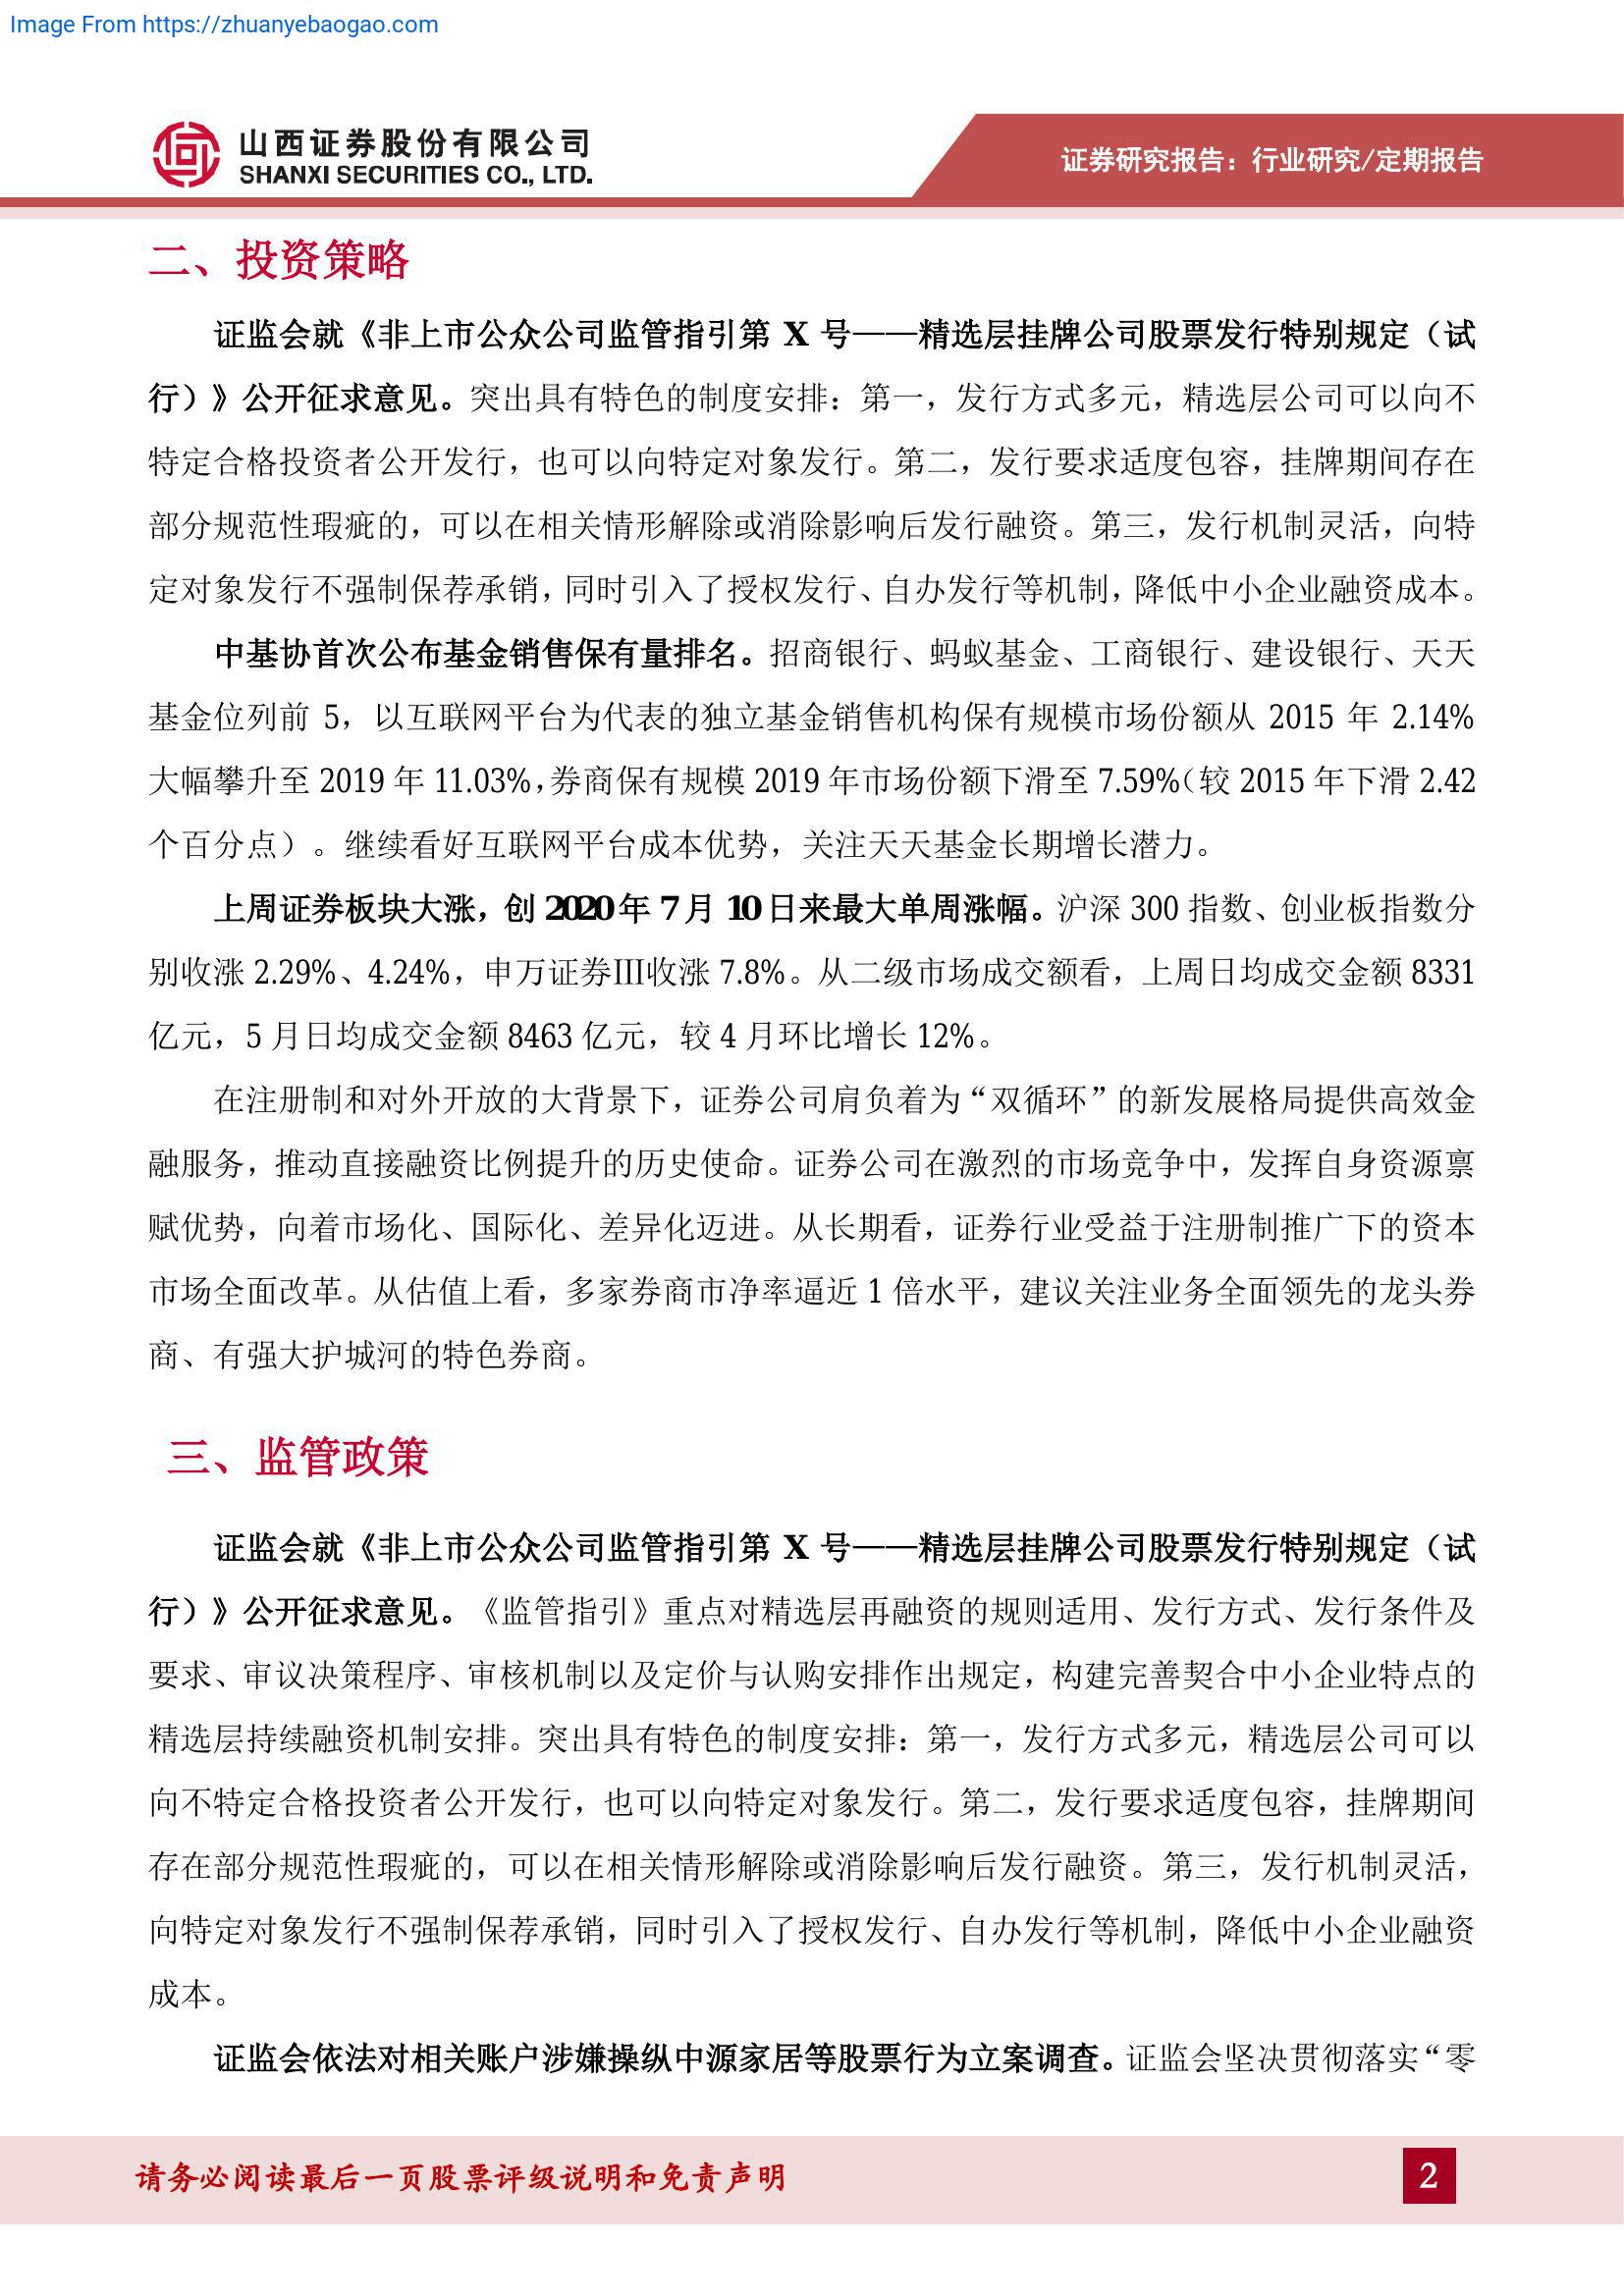 Image From https://zhuanyebaogao.com
山西证券股份有限公司
SHANXI SECURITIES CO., LTD.
证券研究报告：行业研究/定期报告
二、投资策略
证监会就《非上市公众公司监管指引第 X 号——精选层挂牌公司股票发行特别规定（试
行）》公开征求意见。突出具有特色的制度安排：第一，发行方式多元，精选层公司可以向不
特定合格投资者公开发行，也可以向特定对象发行。第二，发行要求适度包容，挂牌期间存在
部分规范性瑕疵的，可以在相关情形解除或消除影响后发行融资。第三，发行机制灵活，向特
定对象发行不强制保荐承销，同时引入了授权发行、自办发行等机制，降低中小企业融资成本。
中基协首次公布基金销售保有量排名。招商银行、蚂蚁基金、工商银行、建设银行、天天
基金位列前 5，以互联网平台为代表的独立基金销售机构保有规模市场份额从 2015 年 2.14%
大幅攀升至 2019 年 11.03%，券商保有规模 2019 年市场份额下滑至 7.59%（较 2015 年下滑 2.42
个百分点）。继续看好互联网平台成本优势，关注天天基金长期增长潜力。
上周证券板块大涨，创 2020 年 7 月 10 日来最大单周涨幅。沪深 300 指数、创业板指数分
别收涨 2.29%、4.24%，申万证券Ⅲ收涨 7.8%。从二级市场成交额看，上周日均成交金额 8331
亿元，5 月日均成交金额 8463 亿元，较 4 月环比增长 12%。
在注册制和对外开放的大背景下，证券公司肩负着为“双循环”的新发展格局提供高效金
融服务，推动直接融资比例提升的历史使命。证券公司在激烈的市场竞争中，发挥自身资源禀
赋优势，向着市场化、国际化、差异化迈进。从长期看，证券行业受益于注册制推广下的资本
市场全面改革。从估值上看，多家券商市净率逼近 1 倍水平，建议关注业务全面领先的龙头券
商、有强大护城河的特色券商。
三、监管政策
证监会就《非上市公众公司监管指引第 X 号——精选层挂牌公司股票发行特别规定（试
行）》公开征求意见。《监管指引》重点对精选层再融资的规则适用、发行方式、发行条件及
要求、审议决策程序、审核机制以及定价与认购安排作出规定，构建完善契合中小企业特点的
精选层持续融资机制安排。突出具有特色的制度安排：第一，发行方式多元，精选层公司可以
向不特定合格投资者公开发行，也可以向特定对象发行。第二，发行要求适度包容，挂牌期间
存在部分规范性瑕疵的，可以在相关情形解除或消除影响后发行融资。第三，发行机制灵活，
向特定对象发行不强制保荐承销，同时引入了授权发行、自办发行等机制，降低中小企业融资
成本。
证监会依法对相关账户涉嫌操纵中源家居等股票行为立案调查。证监会坚决贯彻落实“零
请务必阅读最后一页股票评级说明和免责声明
2